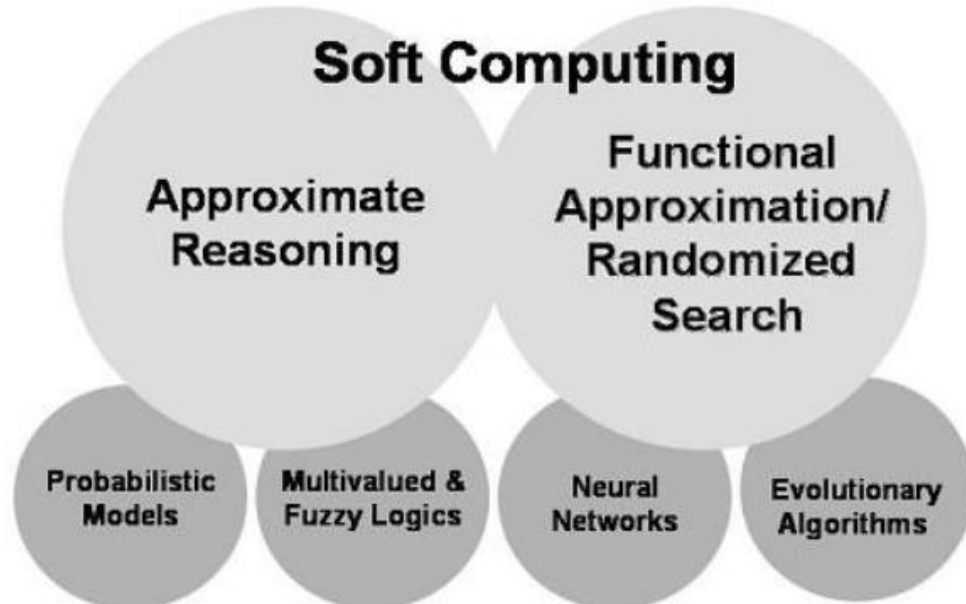 Soft Computing
Approximate
Reasoning
Functional
Approximation/
Randomized
Search
Probabilistic
Models
Multivalued &
Fuzzy Logics
Neural
Networks
Evolutionary
Algorithms